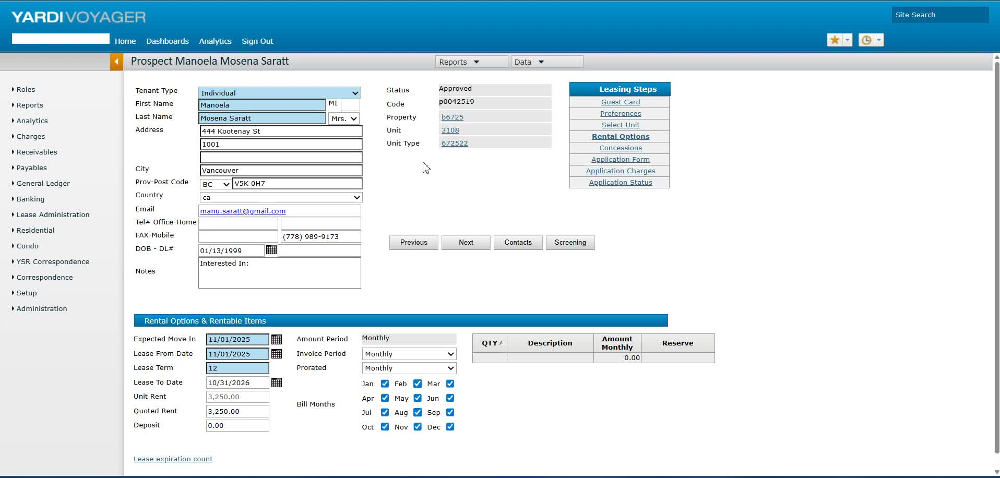 YARDI VOYAGER
Site Search
Home Dashboards Analytics Sign Out
Prospect Manoela Mosena Saratt
Reports
Data
Roles
Reports
Analytics
Charges
Receivables
Payables
General Ledger
Banking
Lease Administration
Residential
Condo
YSR Correspondence
Correspondence
Setup
Administration
Tenant Type Individual
First Name Manoela MI
Last Name Mosena Saratt Mrs.
Address 444 Kootenay St
1001
City Vancouver
Prov-Post Code BC V5K 0H7
Country ca
Email manu.saratt@gmail.com
Tel# Office-Home
FAX-Mobile (778) 989-9173
DOB - DL# 01/13/1999
Notes Interested In:
Status Approved
Code p0042519
Property b6725
Unit 3108
Unit Type 672522
Previous Next Contacts Screening
Leasing Steps
Guest Card
Preferences
Select Unit
Rental Options
Concessions
Application Form
Application Charges
Application Status
Rental Options & Rentable Items
Expected Move In 11/01/2025
Lease From Date 11/01/2025
Lease Term 12
Lease To Date 10/31/2026
Unit Rent 3,250.00
Quoted Rent 3,250.00
Deposit 0.00
Amount Period Monthly
Invoice Period Monthly
Prorated Monthly
Bill Months
Jan Feb Mar
Apr May Jun
Jul Aug Sep
Oct Nov Dec
QTY Description Amount Monthly Reserve
0.00
Lease expiration count